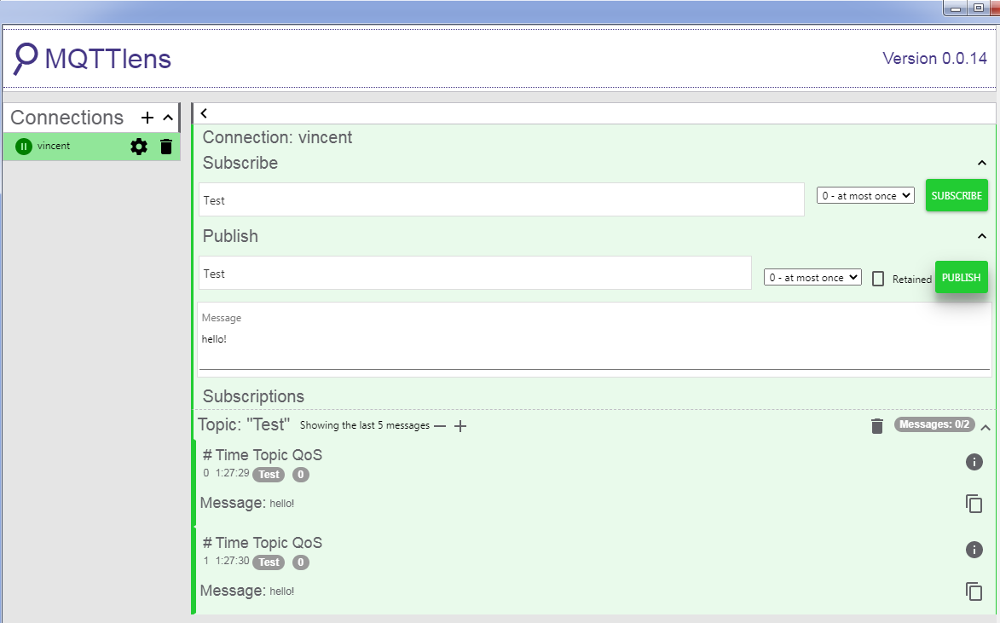 MQTTlens
Version 0.0.14
Connections
vincent
Connection: vincent
Subscribe
Test
0 - at most once
SUBSCRIBE
Publish
Test
0 - at most once
Retained
PUBLISH
Message
hello!
Subscriptions
Topic: "Test" Showing the last 5 messages
Messages: 0/2
# Time Topic QoS
0 1:27:29 Test 0
Message: hello!
# Time Topic QoS
1 1:27:30 Test 0
Message: hello!